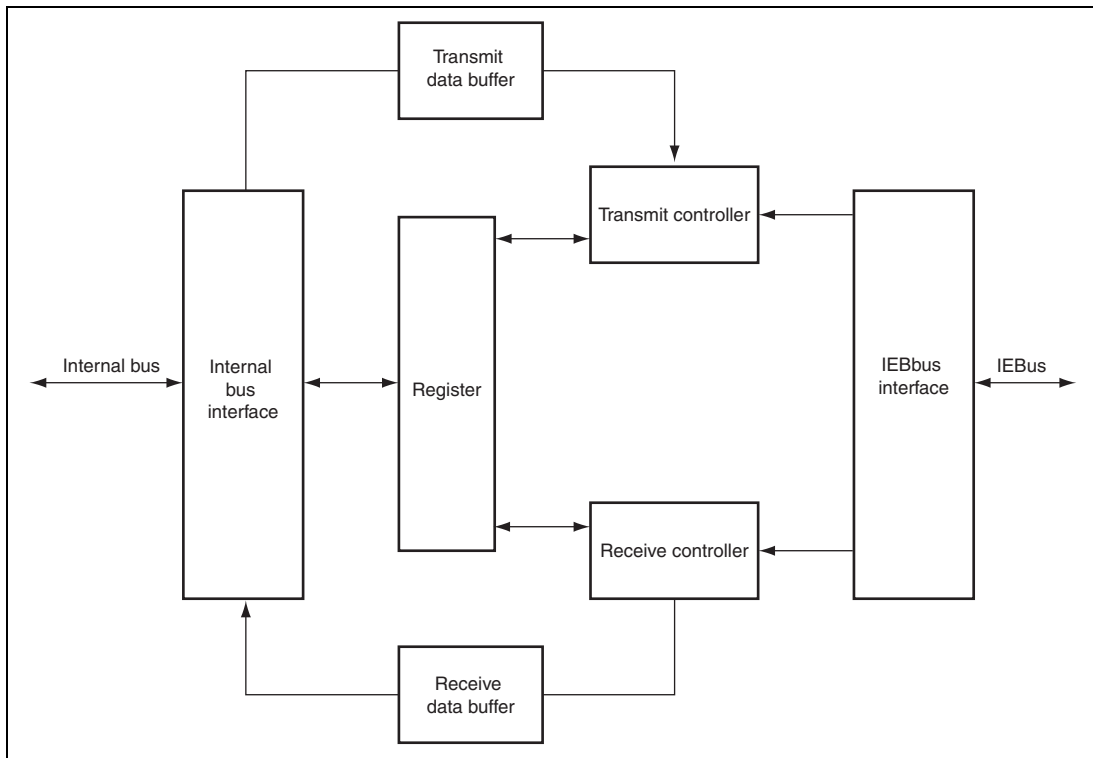 Transmit
data buffer
Transmit controller
Internal bus
Internal
bus
interface
Register
IEBbus
interface
IEBus
Receive controller
Receive
data buffer